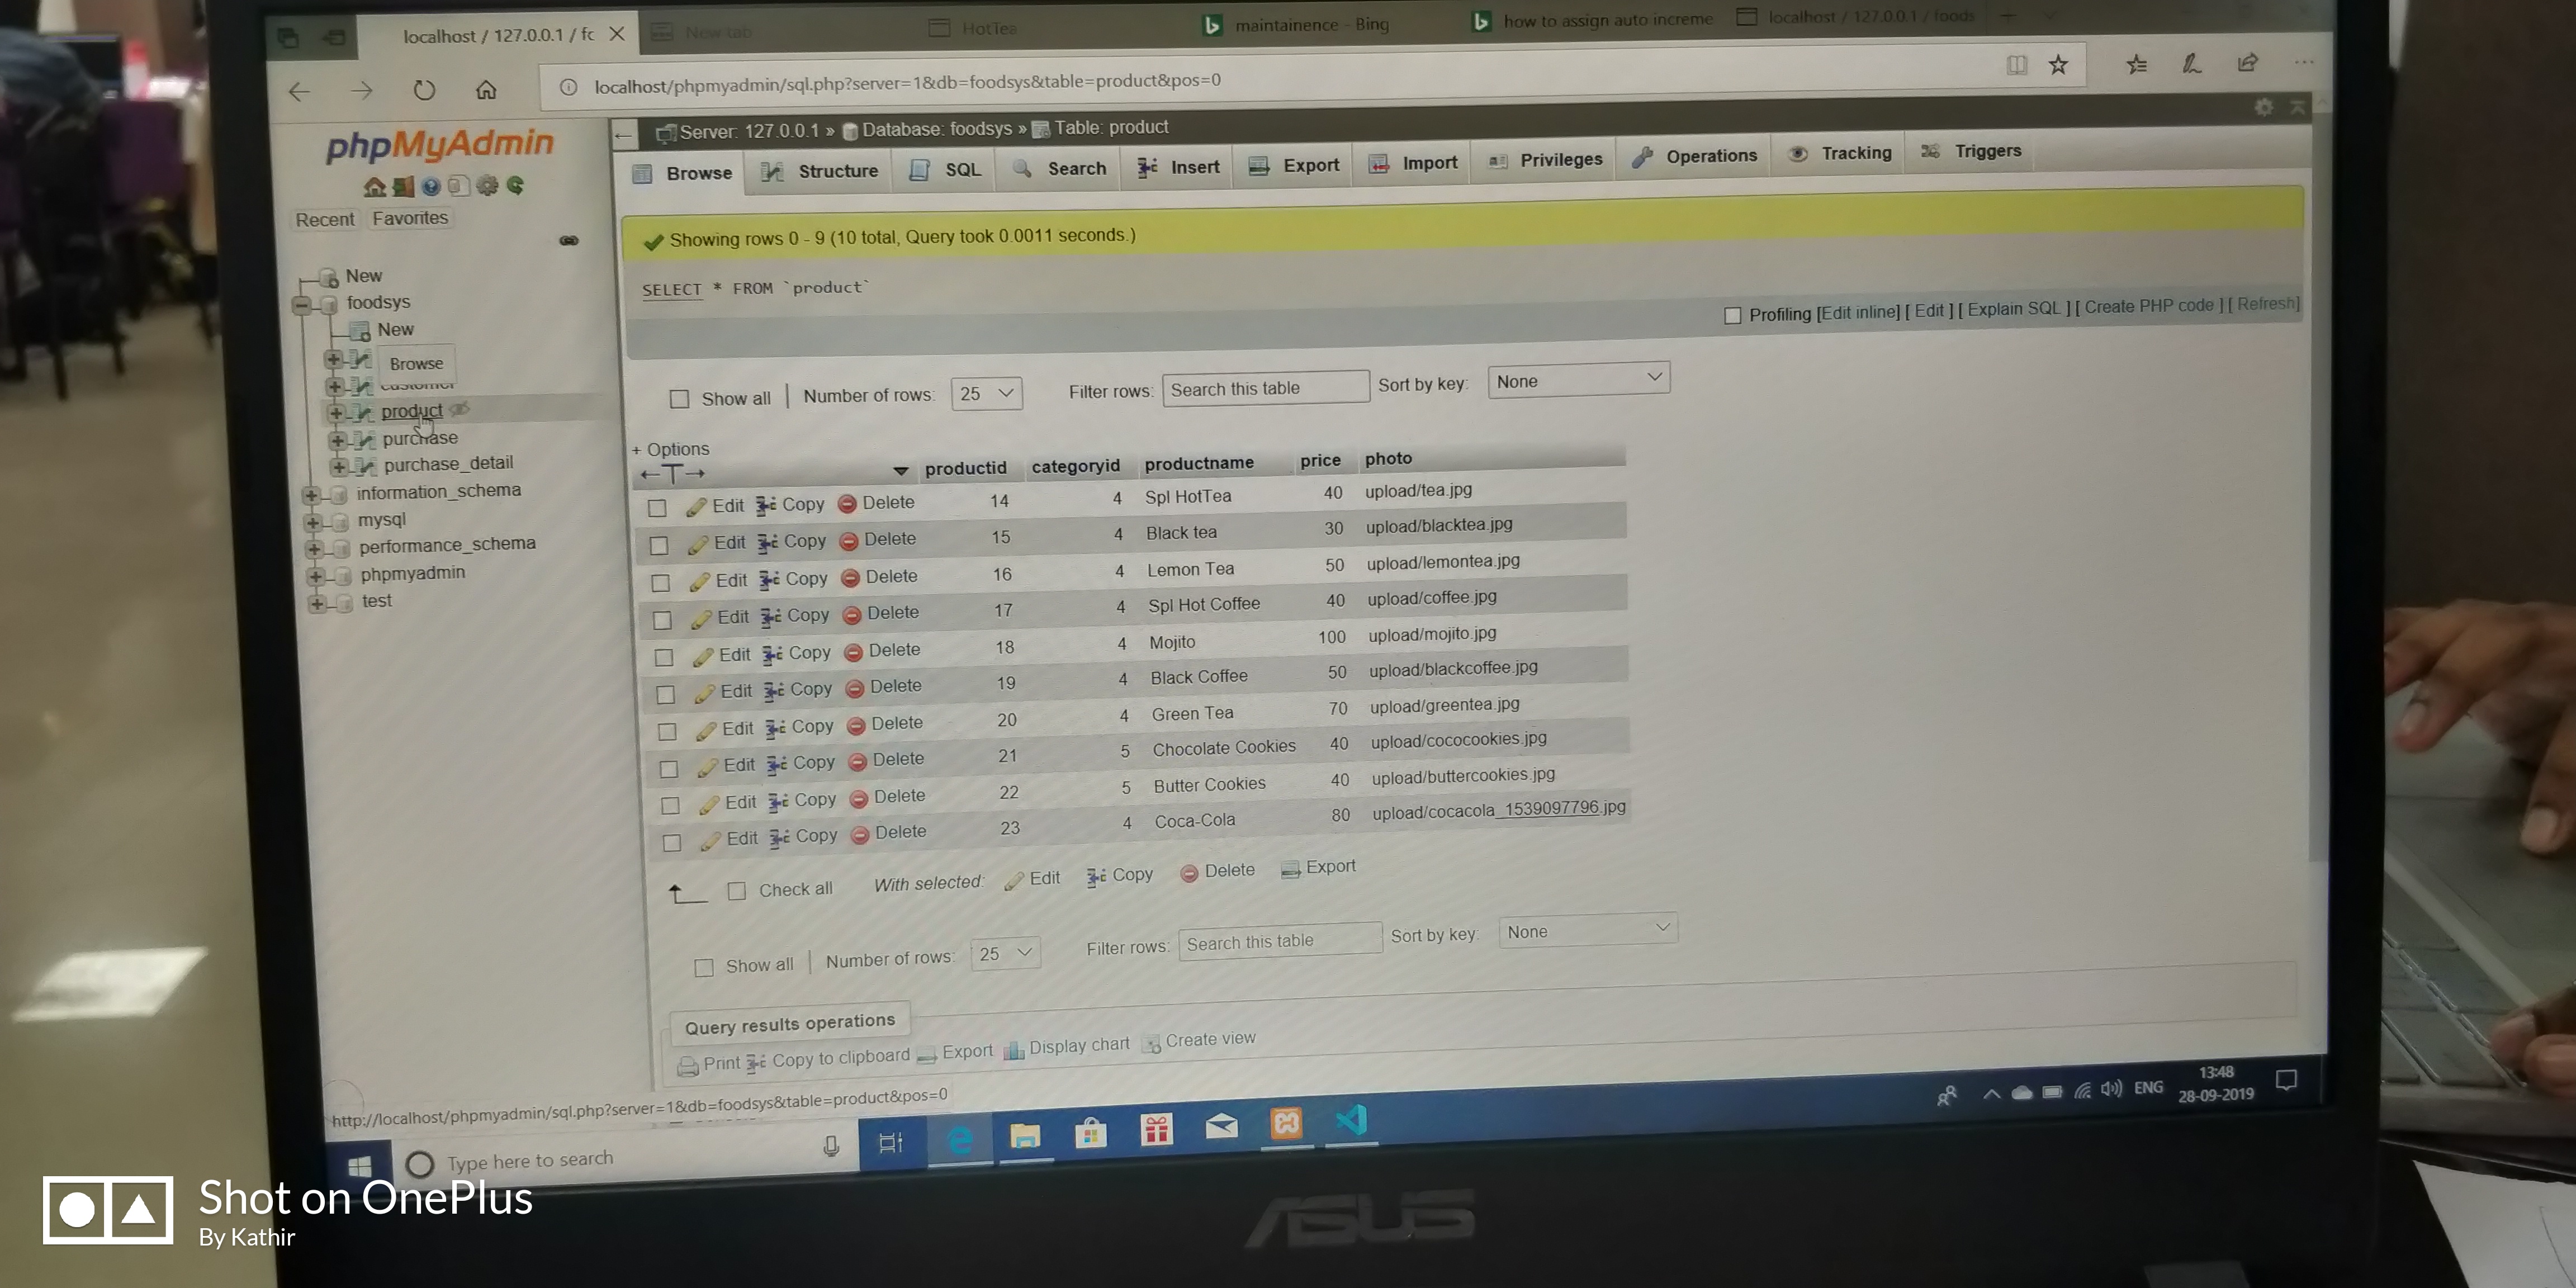 localhost / 127.0.0.1 / fc
New tab
HotTea
maintainence - Bing
how to assign auto increme
localhost / 127.0.0.1 / foods
localhost/phpmyadmin/sql.php?server=1&db=foodsys&table=product&pos=0
phpMyAdmin
Recent Favorites
New
foodsys
New
Browse
customer
product
purchase
purchase_detail
information_schema
mysql
performance_schema
phpmyadmin
test
Server: 127.0.0.1 » Database: foodsys » Table: product
Browse Structure SQL Search Insert Export Import Privileges Operations Tracking Triggers
Showing rows 0 - 9 (10 total, Query took 0.0011 seconds.)
SELECT * FROM `product`
Profiling [Edit inline] [ Edit ] [ Explain SQL ] [ Create PHP code ] [ Refresh]
Show all | Number of rows: 25 Filter rows: Search this table Sort by key: None
+ Options
←T→ productid categoryid productname price photo
Edit Copy Delete 14 4 Spl HotTea 40 upload/tea.jpg
Edit Copy Delete 15 4 Black tea 30 upload/blacktea.jpg
Edit Copy Delete 16 4 Lemon Tea 50 upload/lemontea.jpg
Edit Copy Delete 17 4 Spl Hot Coffee 40 upload/coffee.jpg
Edit Copy Delete 18 4 Mojito 100 upload/mojito.jpg
Edit Copy Delete 19 4 Black Coffee 50 upload/blackcoffee.jpg
Edit Copy Delete 20 4 Green Tea 70 upload/greentea.jpg
Edit Copy Delete 21 5 Chocolate Cookies 40 upload/cococookies.jpg
Edit Copy Delete 22 5 Butter Cookies 40 upload/buttercookies.jpg
Edit Copy Delete 23 4 Coca-Cola 80 upload/cocacola_1539097796.jpg
Check all With selected: Edit Copy Delete Export
Show all | Number of rows: 25 Filter rows: Search this table Sort by key: None
Query results operations
Print Copy to clipboard Export Display chart Create view
http://localhost/phpmyadmin/sql.php?server=1&db=foodsys&table=product&pos=0
Type here to search
ENG
13:48
28-09-2019
ASUS
Shot on OnePlus
By Kathir